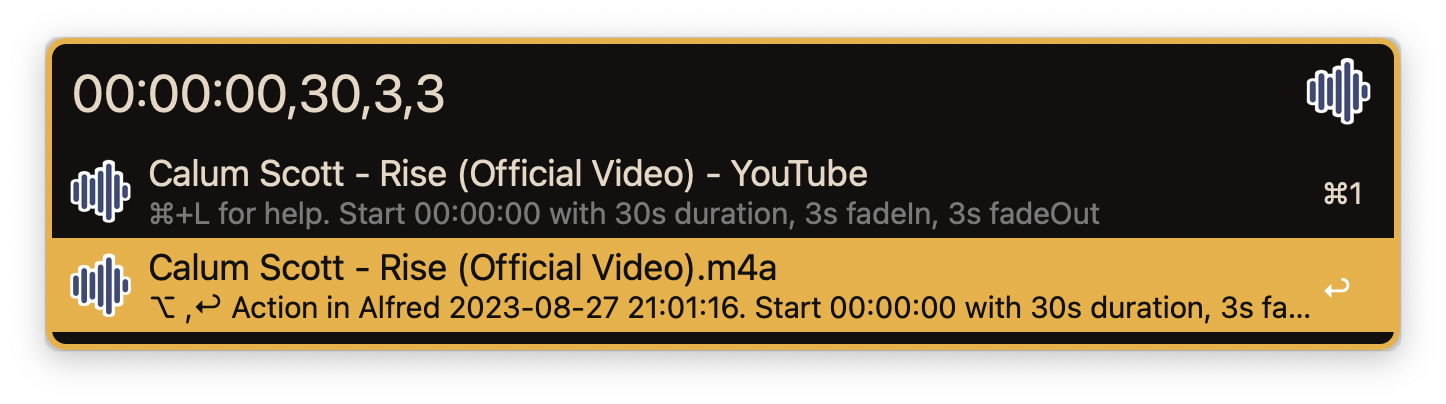 00:00:00,30,3,3
Calum Scott - Rise (Official Video) - YouTube
⌘+L for help. Start 00:00:00 with 30s duration, 3s fadeIn, 3s fadeOut
⌘1
Calum Scott - Rise (Official Video).m4a
⌥ ,↩ Action in Alfred 2023-08-27 21:01:16. Start 00:00:00 with 30s duration, 3s fa...
↩